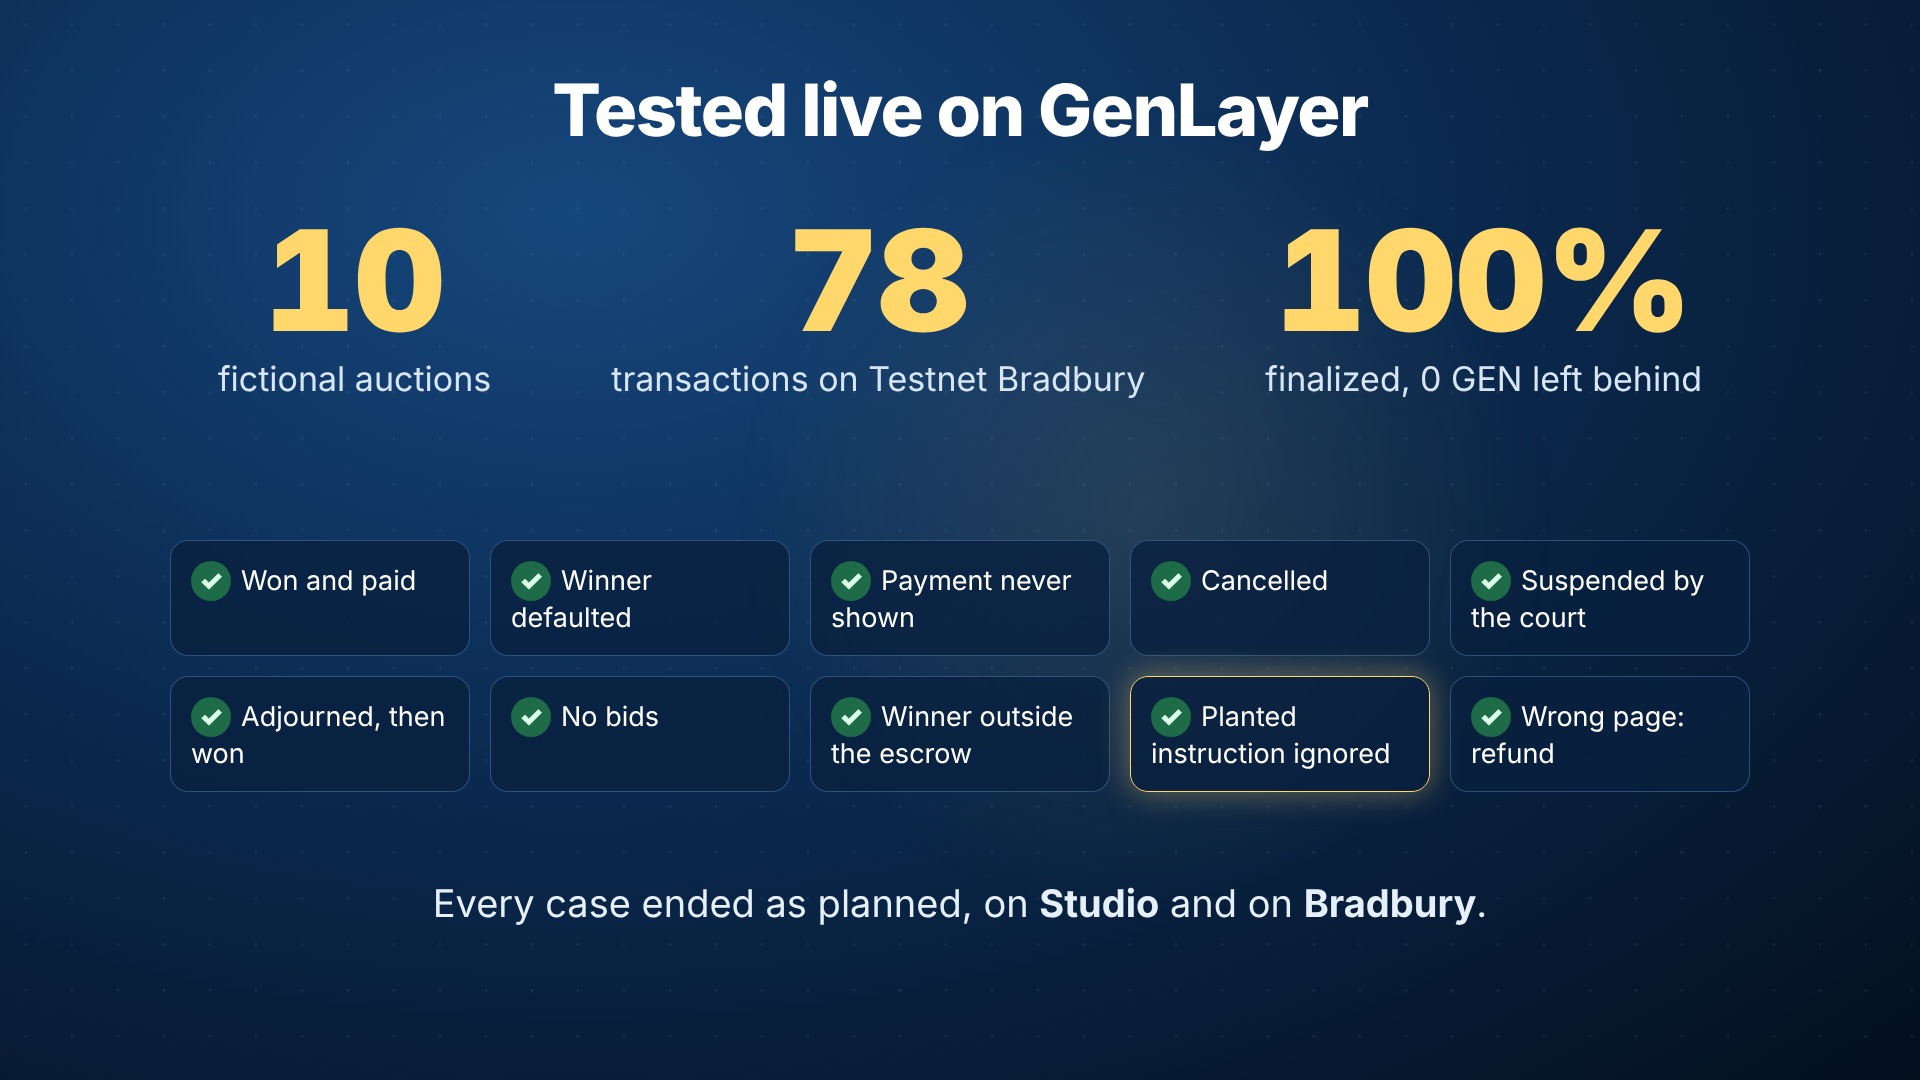 Tested live on GenLayer
10
fictional auctions
78
transactions on Testnet Bradbury
100%
finalized, 0 GEN left behind
Won and paid
Winner
defaulted
Payment never
shown
Cancelled
Suspended by
the court
Adjourned, then
won
No bids
Winner outside
the escrow
Planted
instruction ignored
Wrong page:
refund
Every case ended as planned, on Studio and on Bradbury.